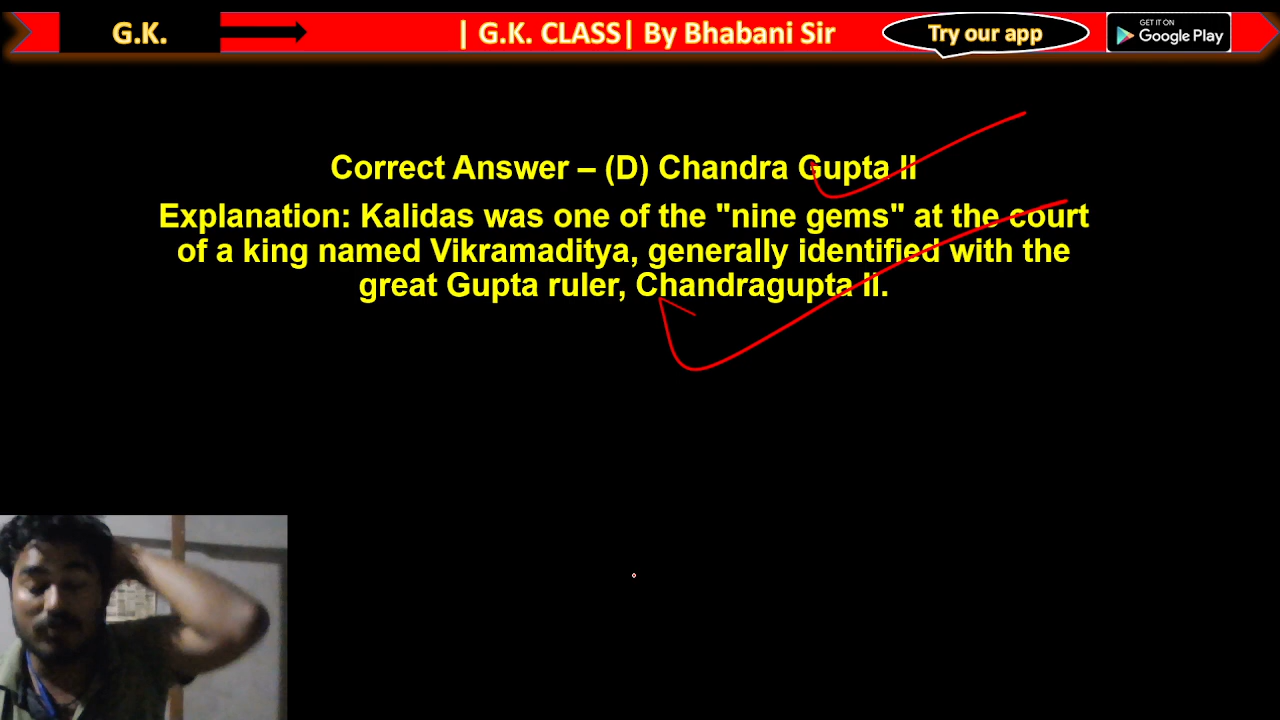 G.K.
| G.K. CLASS| By Bhabani Sir
Try our app
GET IT ON
Google Play
Correct Answer – (D) Chandra Gupta II
Explanation: Kalidas was one of the "nine gems" at the court
of a king named Vikramaditya, generally identified with the
great Gupta ruler, Chandragupta II.